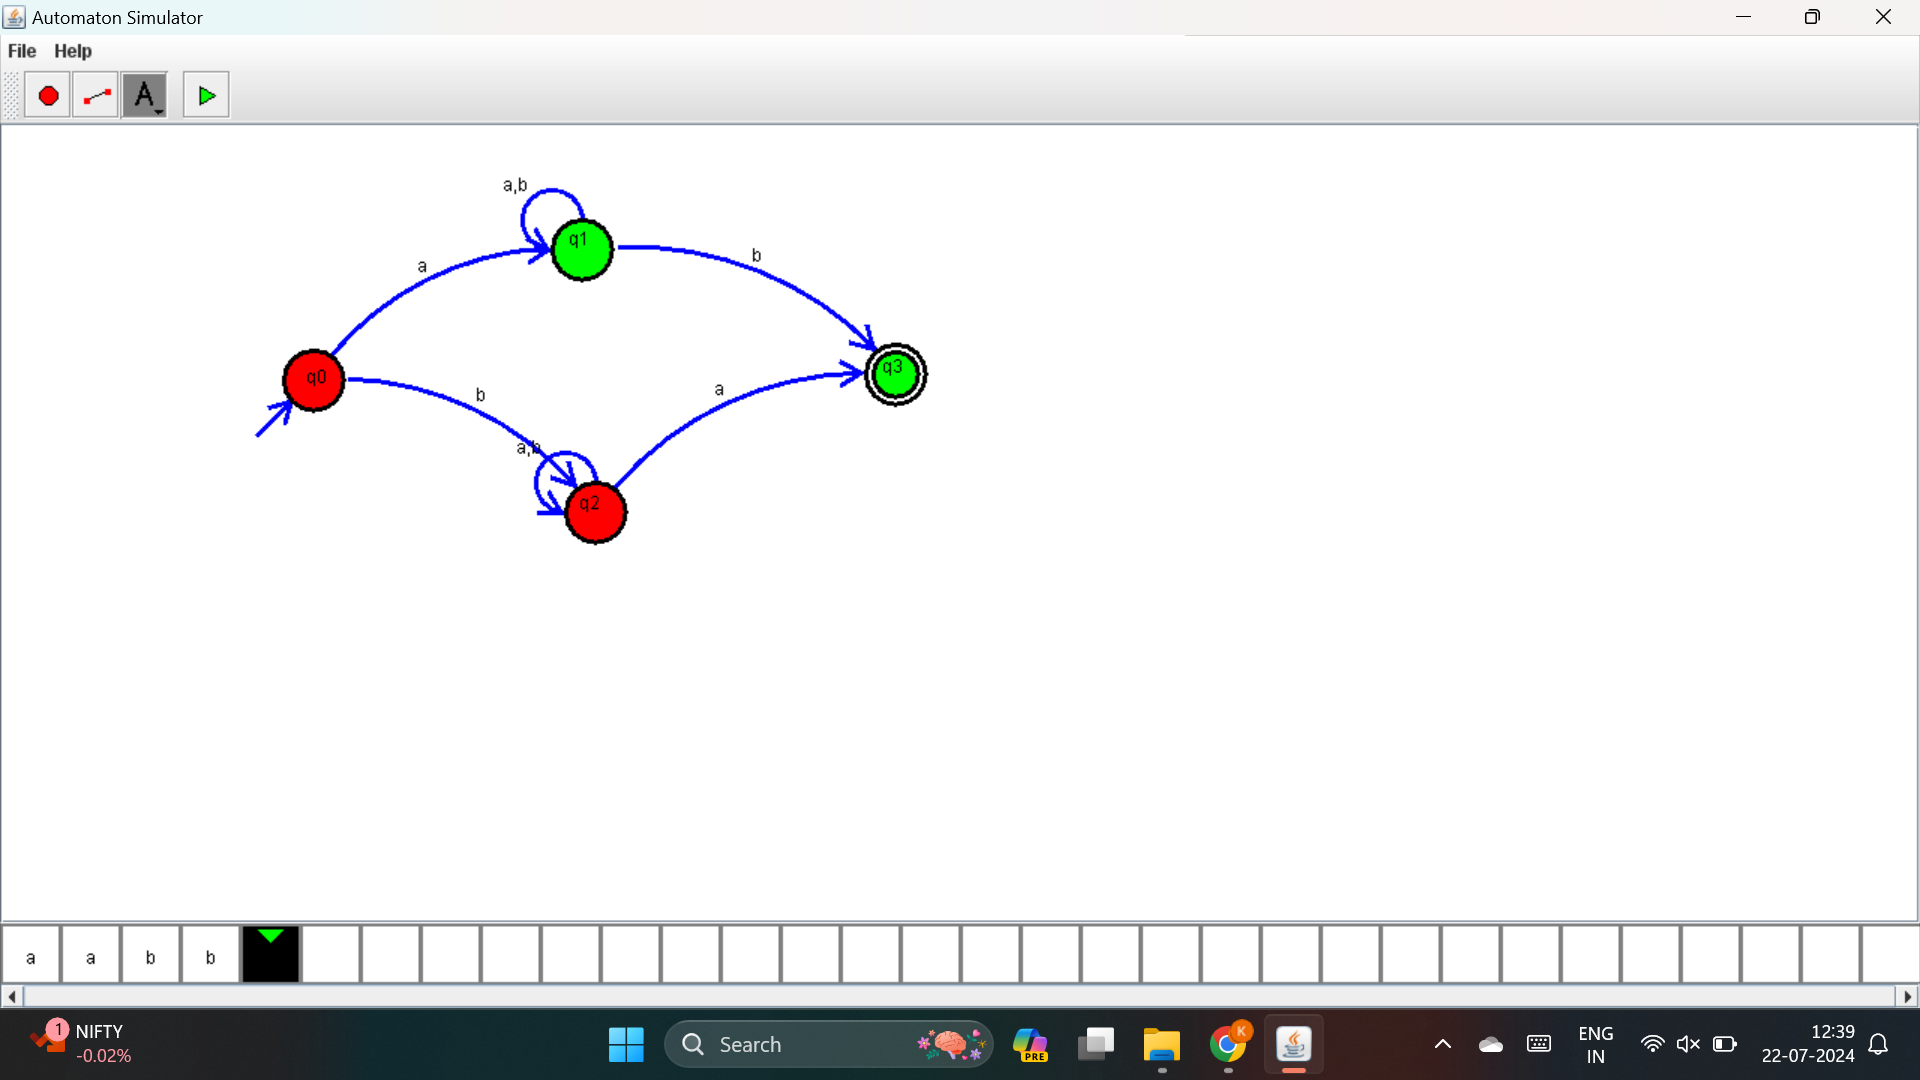 Automaton Simulator
File Help
A
a,b
q1
b
a
q3
q0
a
b
a,b
q2
a a b b
1
NIFTY
-0.02%
Search
PRE
K
ENG
IN
12:39
22-07-2024